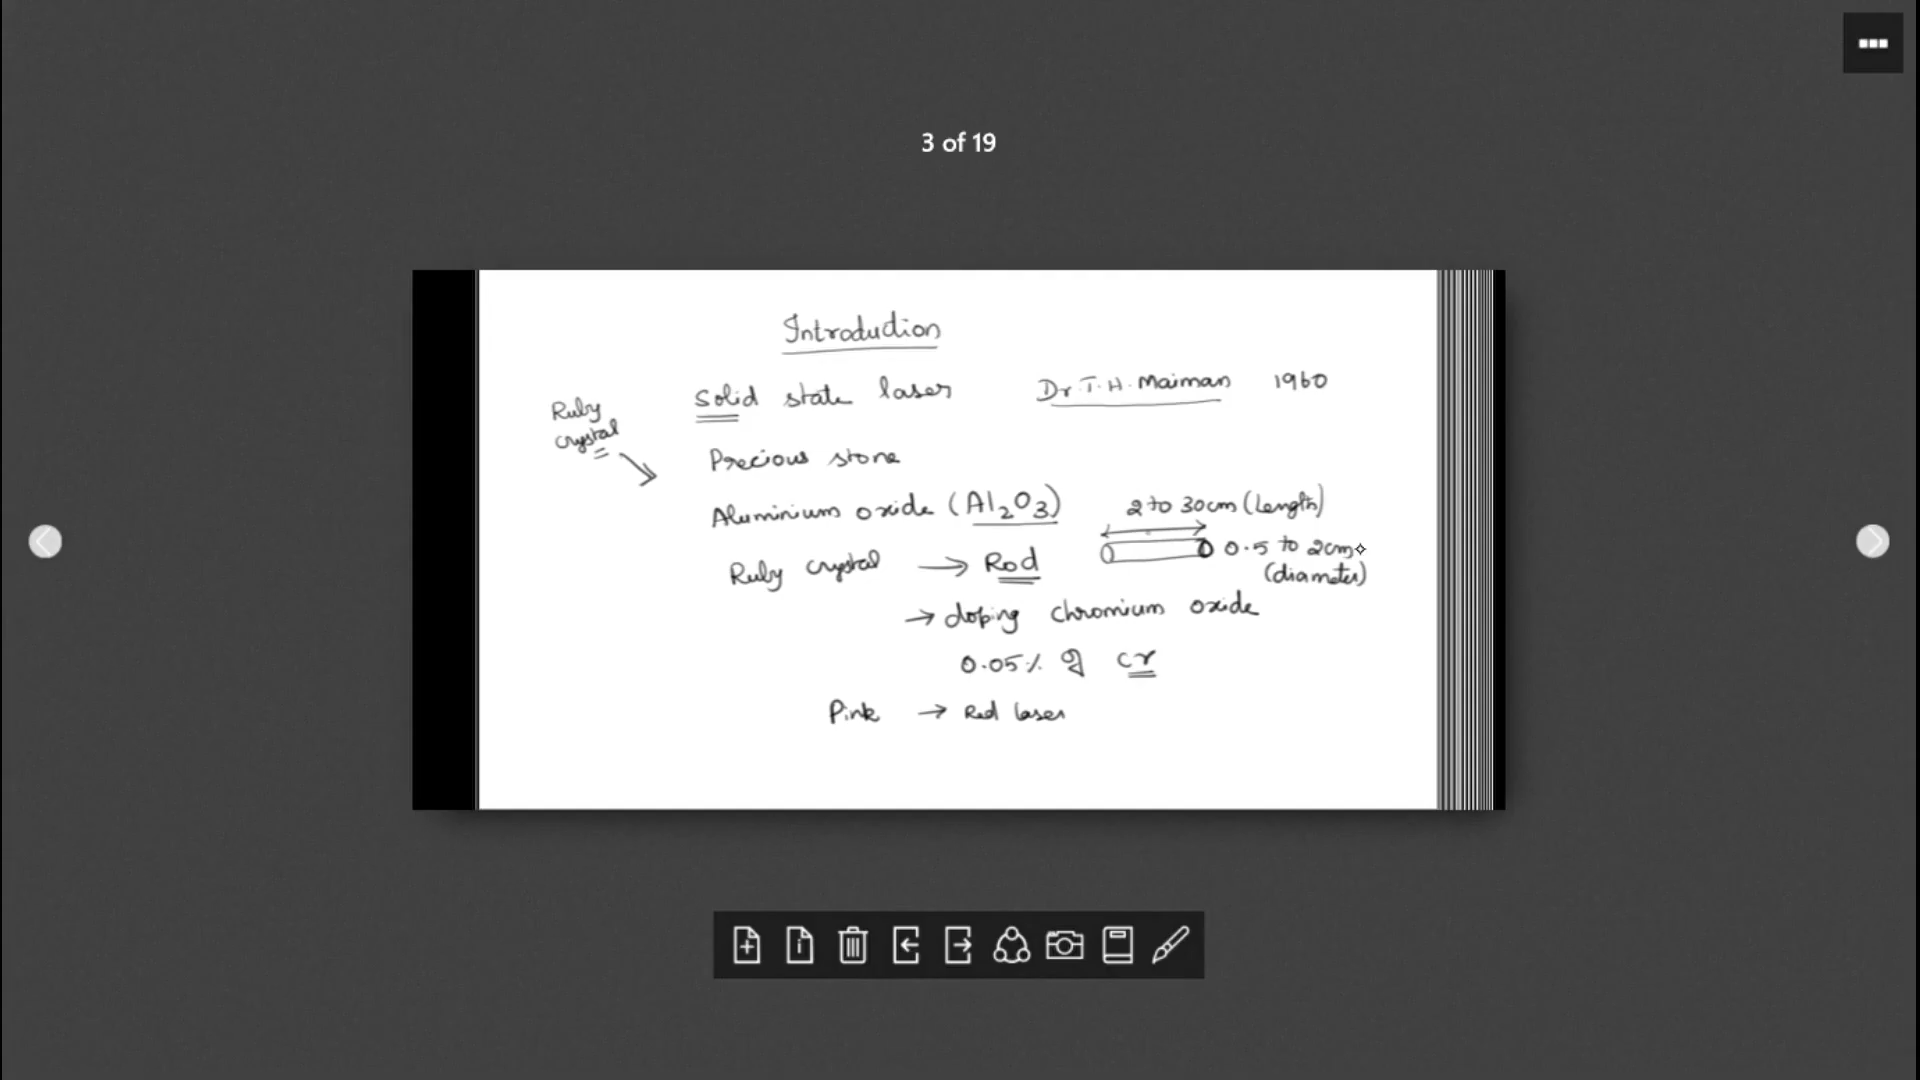 3 of 19
Introduction
Solid state laser Dr. T. H. Maiman 1960
Ruby
crystal
Precious stone
Aluminium oxide (Al₂O₃) 2 to 30cm (Length)
Ruby crystal → Rod 0.5 to 2cm
(diameter)
→ doping chromium oxide
0.05% of Cr
Pink → Red laser